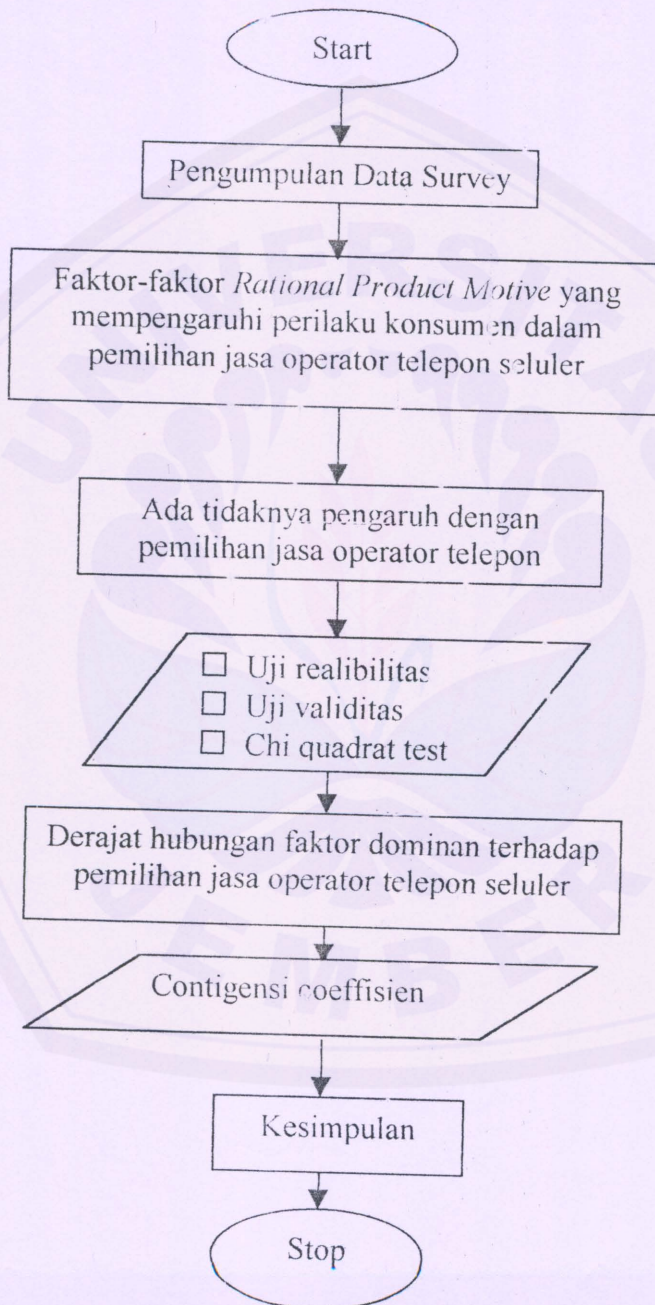 Start
Pengumpulan Data Survey
Faktor-faktor Rational Product Motive yang
mempengaruhi perilaku konsumen dalam
pemilihan jasa operator telepon seluler
Ada tidaknya pengaruh dengan
pemilihan jasa operator telepon
☐ Uji realibilitas
☐ Uji validitas
☐ Chi quadrat test
Derajat hubungan faktor dominan terhadap
pemilihan jasa operator telepon seluler
Contigensi coeffisien
Kesimpulan
Stop
UNIVERSITAS
JEMBER